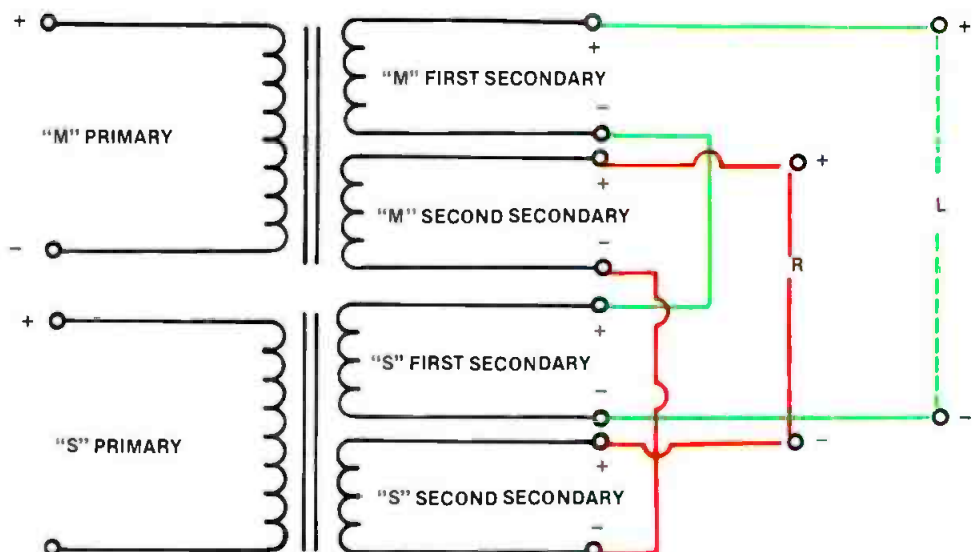 + + +
"M" FIRST SECONDARY
−
"M" PRIMARY
+
+
"M" SECOND SECONDARY
L
− −
R
+ +
"S" FIRST SECONDARY
− −
"S" PRIMARY
+ −
"S" SECOND SECONDARY
−